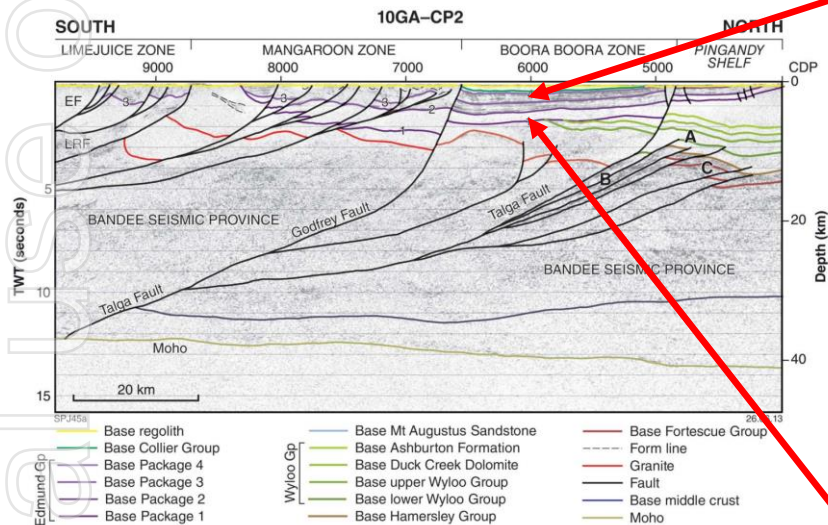 10GA–CP2
SOUTH
NORTH
LIMEJUICE ZONE
MANGAROON ZONE
BOORA BOORA ZONE
PINGANDY SHELF
9000
8000
7000
6000
5000
CDP
0
EF
3
3
3
2
1
LRF
A
B
C
5
BANDEE SEISMIC PROVINCE
Godfrey Fault
Talga Fault
20
BANDEE SEISMIC PROVINCE
TWT (seconds)
Depth (km)
10
Talga Fault
Moho
40
20 km
15
SPJ45a
Base regolith
Base Collier Group
Edmund Gp
Base Package 4
Base Package 3
Base Package 2
Base Package 1
Base Mt Augustus Sandstone
Wyloo Gp
Base Ashburton Formation
Base Duck Creek Dolomite
Base upper Wyloo Group
Base lower Wyloo Group
Base Hamersley Group
Base Fortescue Group
Form line
Granite
Fault
Base middle crust
Moho